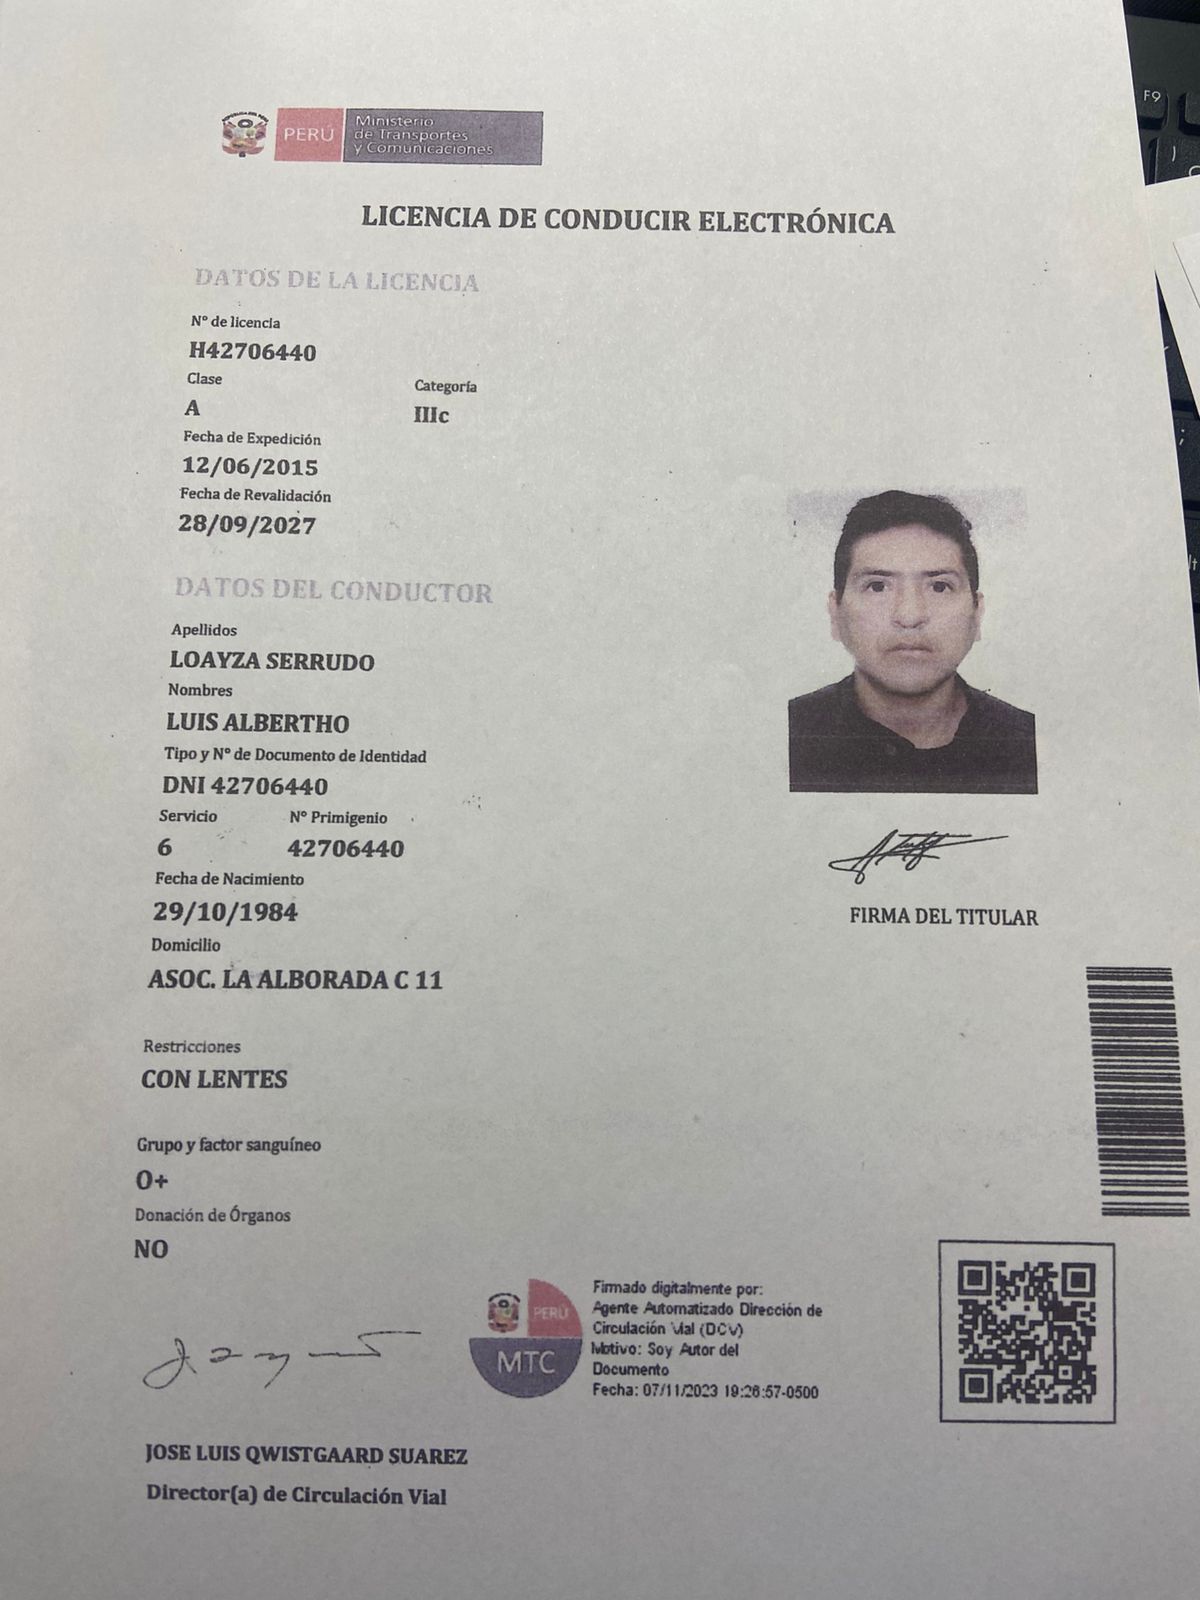 PERÚ
Ministerio
de Transportes
y Comunicaciones
LICENCIA DE CONDUCIR ELECTRÓNICA
DATOS DE LA LICENCIA
Nº de licencia
H42706440
Clase
Categoría
A
IIIc
Fecha de Expedición
12/06/2015
Fecha de Revalidación
28/09/2027
DATOS DEL CONDUCTOR
Apellidos
LOAYZA SERRUDO
Nombres
LUIS ALBERTHO
Tipo y Nº de Documento de Identidad
DNI 42706440
Servicio
Nº Primigenio
6
42706440
Fecha de Nacimiento
29/10/1984
Domicilio
ASOC. LA ALBORADA C 11
Restricciones
CON LENTES
Grupo y factor sanguíneo
O+
Donación de Órganos
NO
FIRMA DEL TITULAR
PERÚ
MTC
Firmado digitalmente por:
Agente Automatizado Dirección de
Circulación Vial (DCV)
Motivo: Soy Autor del
Documento
Fecha: 07/11/2023 19:26:57-0500
JOSE LUIS QWISTGAARD SUAREZ
Director(a) de Circulación Vial
F9